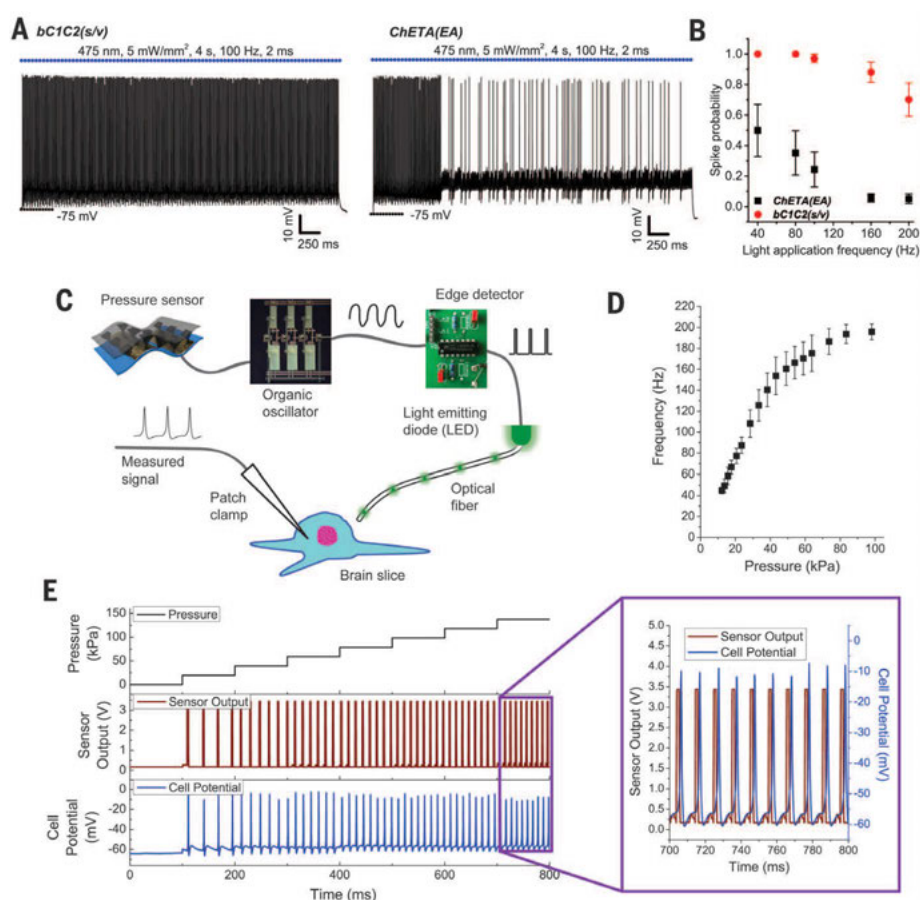 A
bC1C2(s/v)
475 nm, 5 mW/mm², 4 s, 100 Hz, 2 ms
-75 mV
10 mV
250 ms
ChETA(EA)
475 nm, 5 mW/mm², 4 s, 100 Hz, 2 ms
-75 mV
10 mV
250 ms
B
Spike probability
1.0
0.8
0.6
0.4
0.2
0.0
ChETA(EA)
bC1C2(s/v)
40 80 120 160 200
Light application frequency (Hz)
C
Pressure sensor
Organic
oscillator
Edge detector
Light emitting
diode (LED)
Measured
signal
Patch
clamp
Optical
fiber
Brain slice
D
Frequency (Hz)
220
200
180
160
140
120
100
80
60
40
20
0
0 20 40 60 80 100
Pressure (kPa)
E
Pressure
(kPa)
150
100
50
0
Pressure
Sensor
Output (V)
3.6
2.4
1.2
0
Sensor Output
Cell
Potential
(mV)
0
-20
-40
-60
Cell Potential
0 200 400 600 800
Time (ms)
Sensor Output
Cell Potential
Sensor Output (V)
5.0
4.5
4.0
3.5
3.0
2.5
2.0
1.5
1.0
0.5
0.0
Cell Potential (mV)
0
-10
-20
-30
-40
-50
-60
700 720 740 760 780 800
Time (ms)